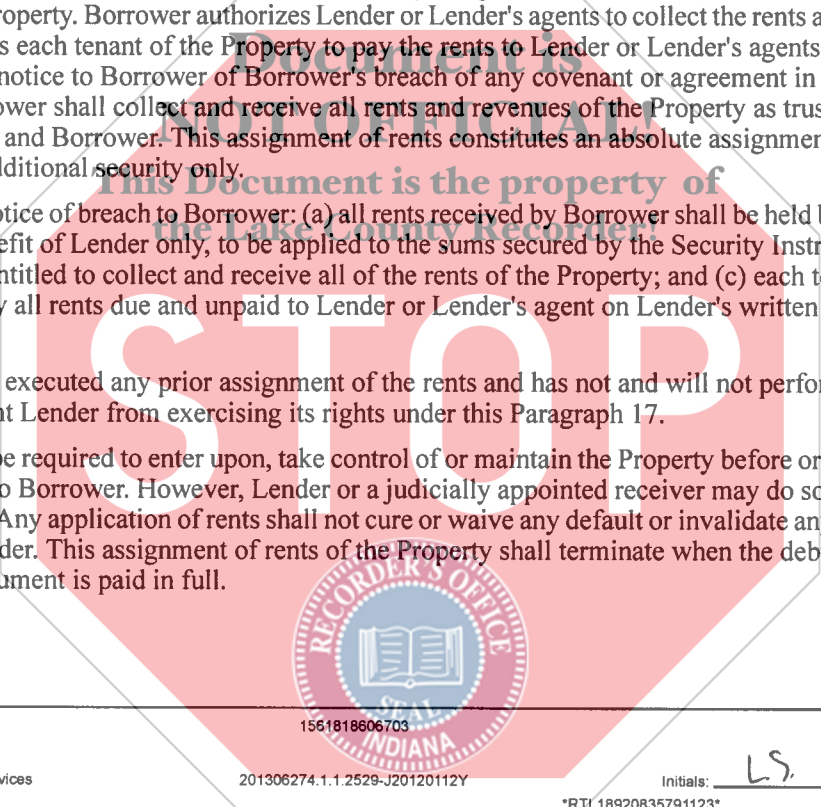 roperty. Borrower authorizes Lender or Lender's agents to collect the rents a
s each tenant of the Property to pay the rents to Lender or Lender's agents
Document is
notice to Borrower of Borrower's breach of any covenant or agreement in
ower shall collect and receive all rents and revenues of the Property as trus
NOT OFFICIAL!
and Borrower. This assignment of rents constitutes an absolute assignmen
dditional security only.
This Document is the property of
otice of breach to Borrower: (a) all rents received by Borrower shall be held b
the Lake County Recorder!
efit of Lender only, to be applied to the sums secured by the Security Instr
ntitled to collect and receive all of the rents of the Property; and (c) each t
y all rents due and unpaid to Lender or Lender's agent on Lender's written
STOP
executed any prior assignment of the rents and has not and will not perfor
nt Lender from exercising its rights under this Paragraph 17.
be required to enter upon, take control of or maintain the Property before or
o Borrower. However, Lender or a judicially appointed receiver may do so
Any application of rents shall not cure or waive any default or invalidate an
der. This assignment of rents of the Property shall terminate when the deb
ument is paid in full.
RECORDER'S OFFICE
SEAL
INDIANA
1561818606703
vices
201306274.1.1.2529-J20120112Y
Initials: LS.
*RTL18920835791123*